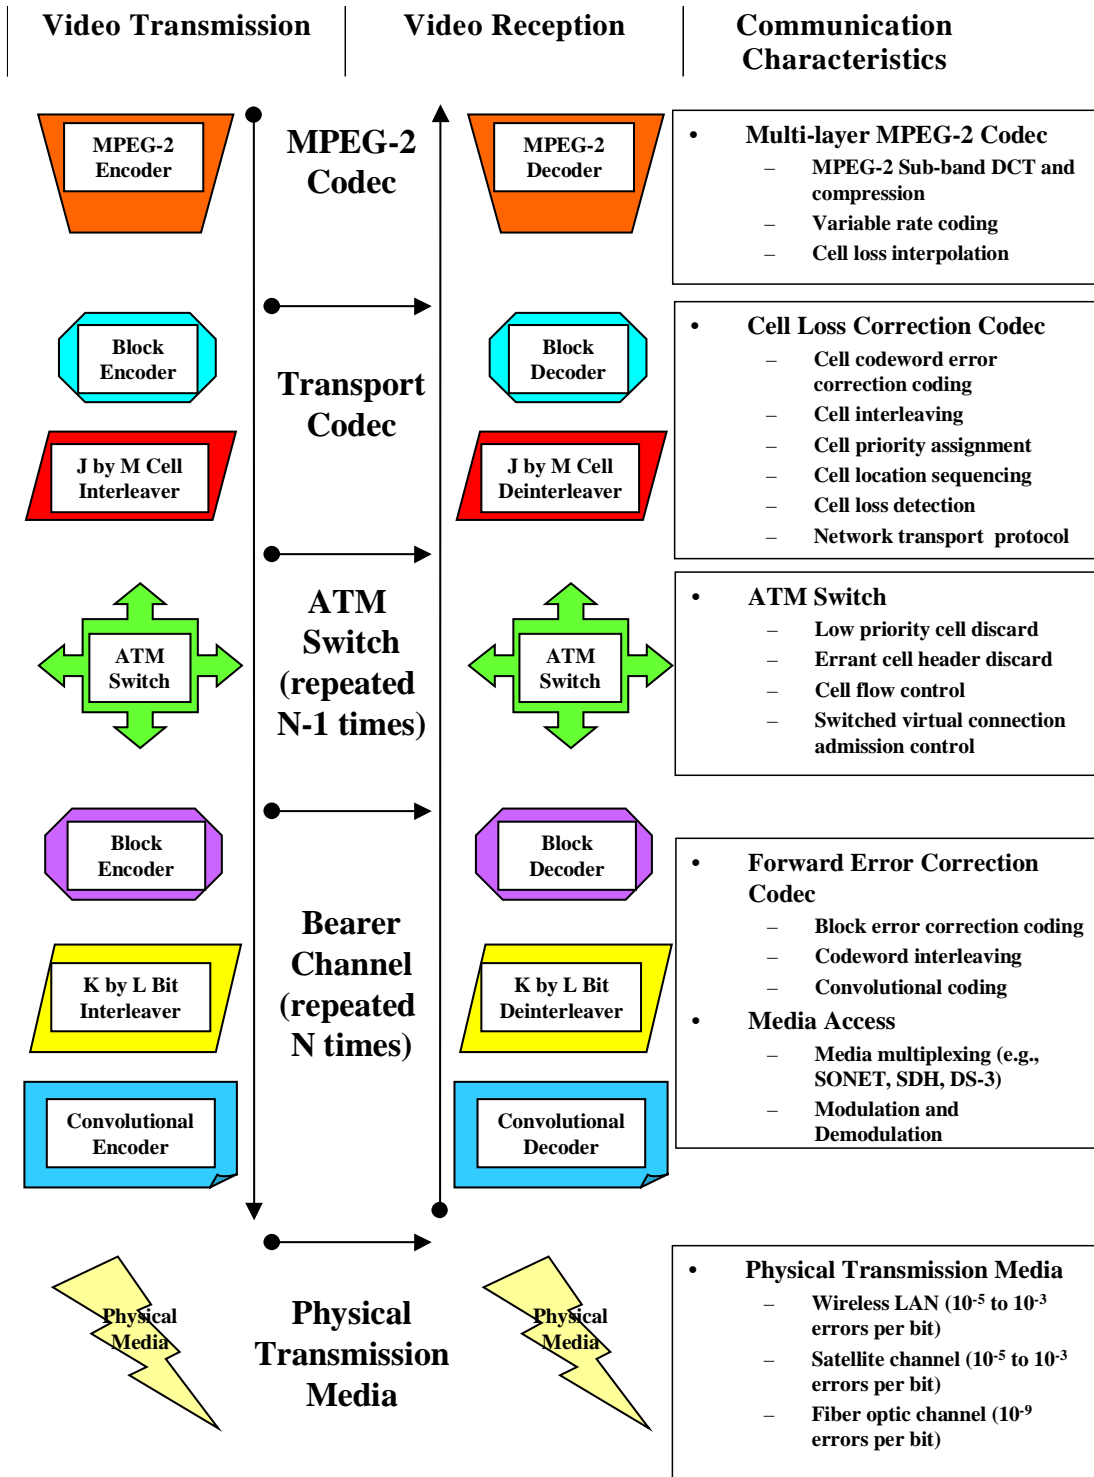 Video Transmission
Video Reception
Communication
Characteristics
MPEG-2
Encoder
MPEG-2
Codec
MPEG-2
Decoder
• Multi-layer MPEG-2 Codec
– MPEG-2 Sub-band DCT and
compression
– Variable rate coding
– Cell loss interpolation
Block
Encoder
J by M Cell
Interleaver
Transport
Codec
Block
Decoder
J by M Cell
Deinterleaver
• Cell Loss Correction Codec
– Cell codeword error
correction coding
– Cell interleaving
– Cell priority assignment
– Cell location sequencing
– Cell loss detection
– Network transport protocol
ATM
Switch
ATM
Switch
(repeated
N-1 times)
ATM
Switch
• ATM Switch
– Low priority cell discard
– Errant cell header discard
– Cell flow control
– Switched virtual connection
admission control
Block
Encoder
K by L Bit
Interleaver
Convolutional
Encoder
Bearer
Channel
(repeated
N times)
Block
Decoder
K by L Bit
Deinterleaver
Convolutional
Decoder
• Forward Error Correction
Codec
– Block error correction coding
– Codeword interleaving
– Convolutional coding
• Media Access
– Media multiplexing (e.g.,
SONET, SDH, DS-3)
– Modulation and
Demodulation
Physical
Media
Physical
Transmission
Media
Physical
Media
• Physical Transmission Media
– Wireless LAN (10⁻⁵ to 10⁻³
errors per bit)
– Satellite channel (10⁻⁵ to 10⁻³
errors per bit)
– Fiber optic channel (10⁻⁹
errors per bit)